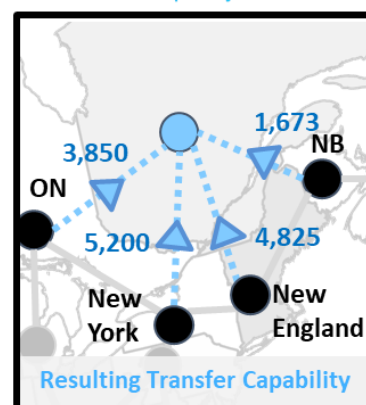 1,673
NB
3,850
ON
5,200
4,825
New
York
New
England
Resulting Transfer Capability